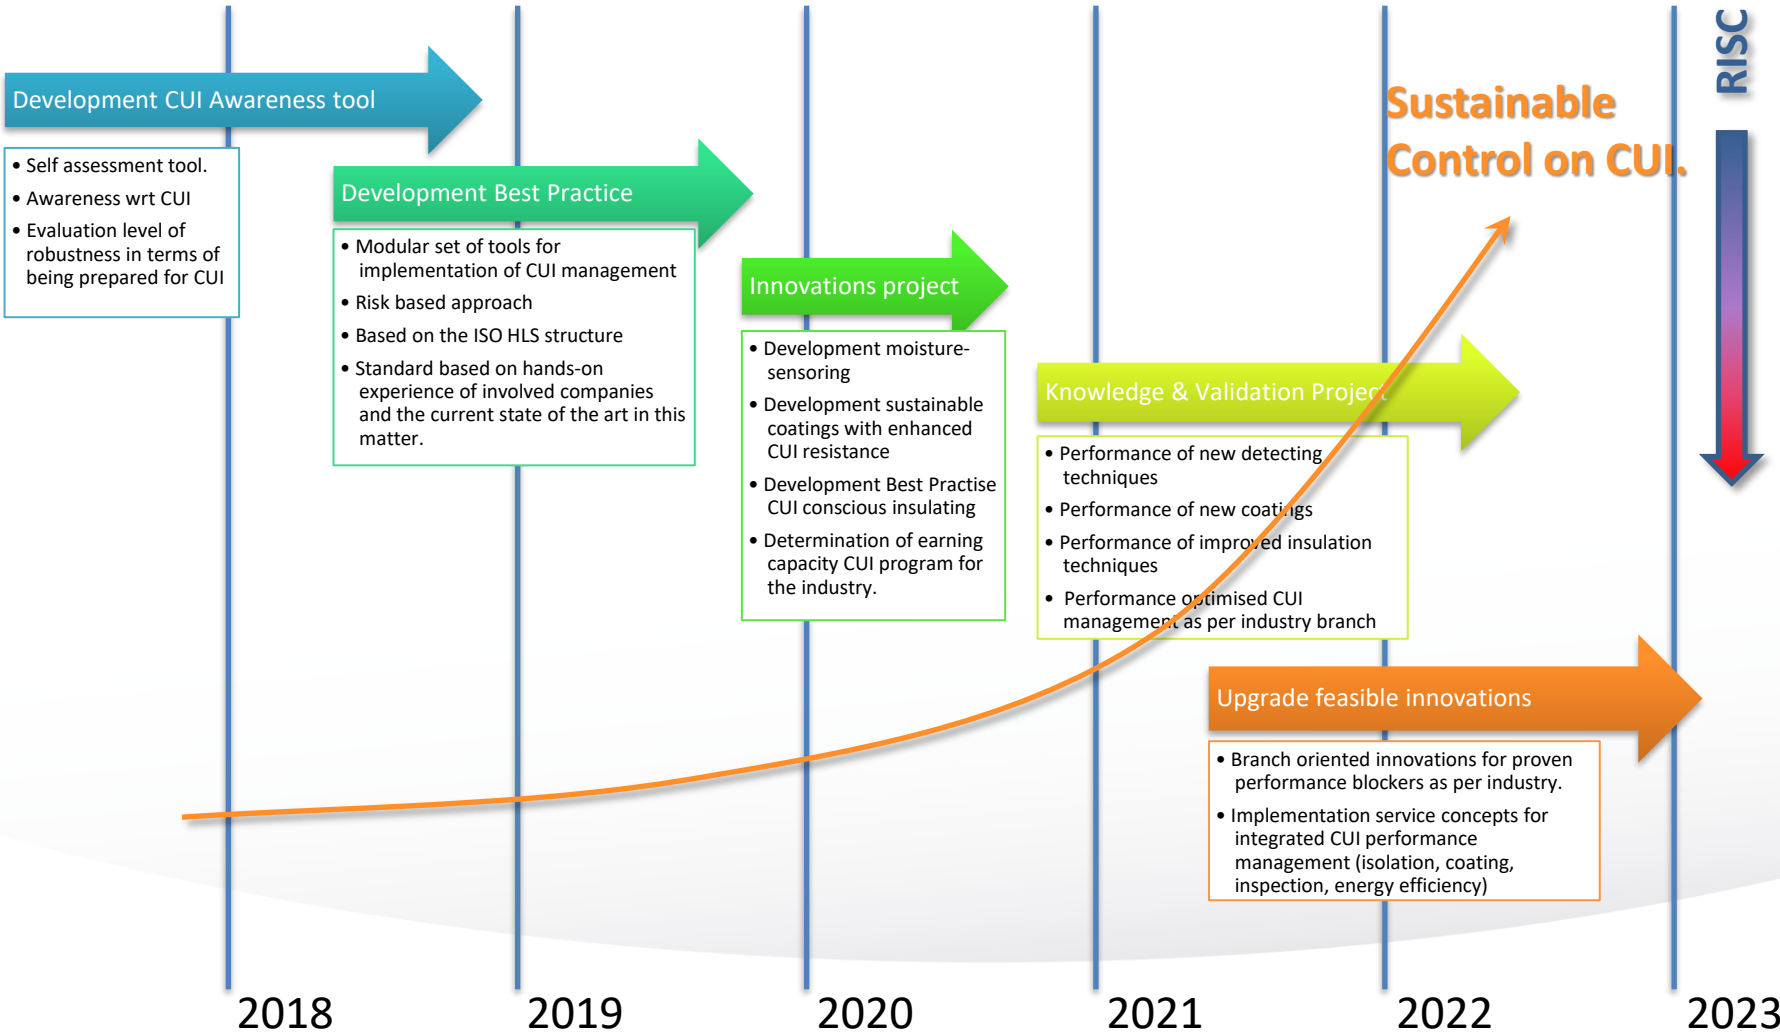 RISC
Development CUI Awareness tool
• Self assessment tool.
• Awareness wrt CUI
• Evaluation level of
robustness in terms of
being prepared for CUI
Development Best Practice
• Modular set of tools for
implementation of CUI management
• Risk based approach
• Based on the ISO HLS structure
• Standard based on hands-on
experience of involved companies
and the current state of the art in this
matter.
Innovations project
• Development moisture-
sensoring
• Development sustainable
coatings with enhanced
CUI resistance
• Development Best Practise
CUI conscious insulating
• Determination of earning
capacity CUI program for
the industry.
Sustainable
Control on CUI.
Knowledge & Validation Project
• Performance of new detecting
techniques
• Performance of new coatings
• Performance of improved insulation
techniques
• Performance optimised CUI
management as per industry branch
Upgrade feasible innovations
• Branch oriented innovations for proven
performance blockers as per industry.
• Implementation service concepts for
integrated CUI performance
management (isolation, coating,
inspection, energy efficiency)
2018 2019 2020 2021 2022 2023